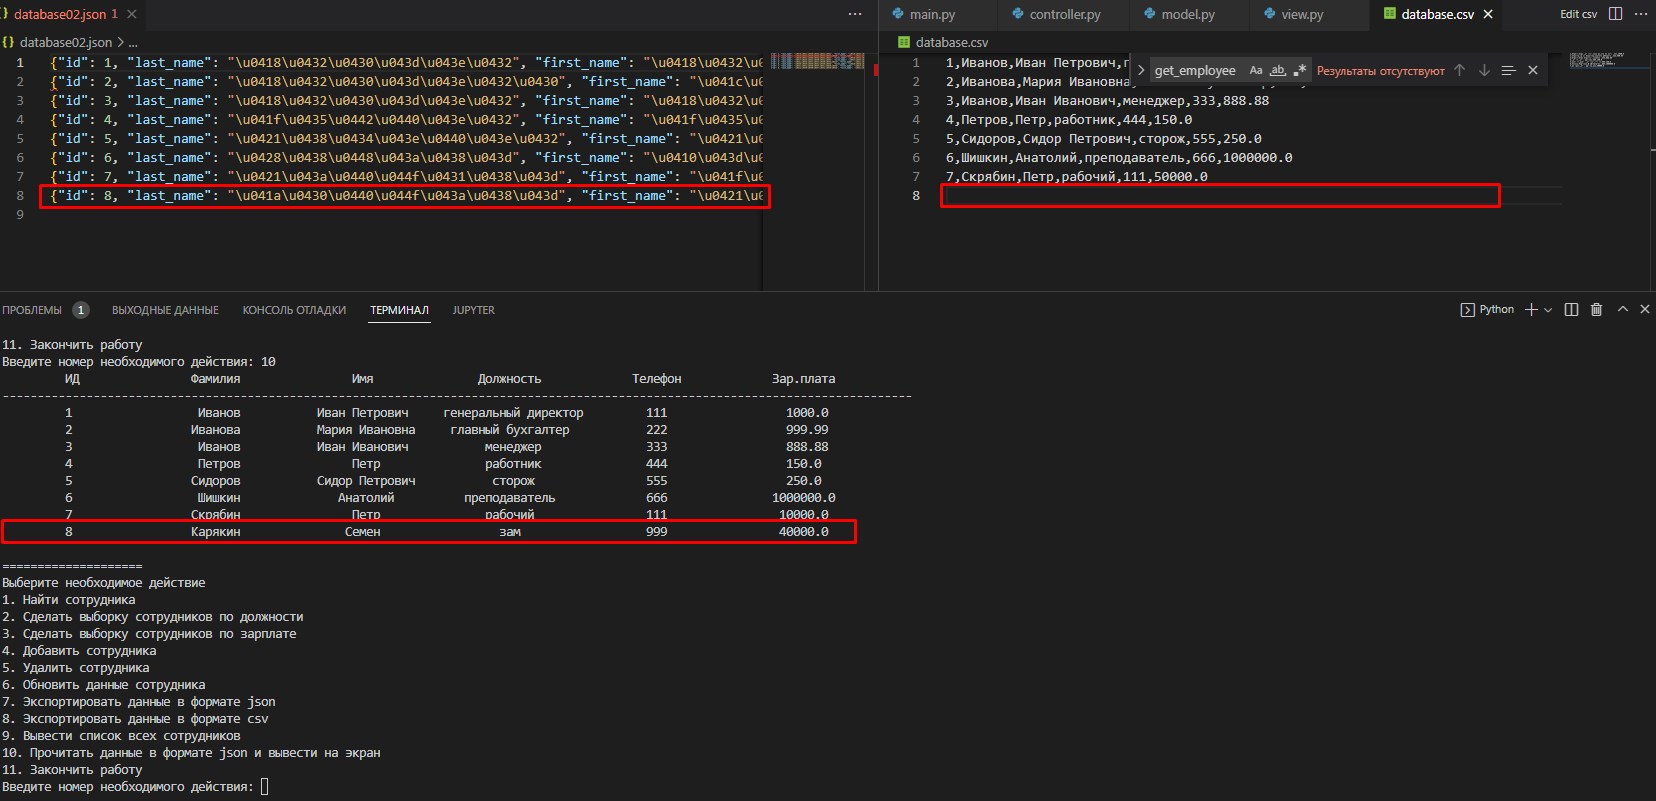 database02.json 1
database02.json > ...
1 {"id": 1, "last_name": "\u0418\u0432\u0430\u043d\u043e\u0432", "first_name": "\u0418\u0432\u0
2 {"id": 2, "last_name": "\u0418\u0432\u0430\u043d\u043e\u0432\u0430", "first_name": "\u041c\u0
3 {"id": 3, "last_name": "\u0418\u0432\u0430\u043d\u043e\u0432", "first_name": "\u0418\u0432\u0
4 {"id": 4, "last_name": "\u041f\u0435\u0442\u0440\u043e\u0432", "first_name": "\u041f\u0435\u0
5 {"id": 5, "last_name": "\u0421\u0438\u0434\u043e\u0440\u043e\u0432", "first_name": "\u0421\u0
6 {"id": 6, "last_name": "\u0428\u0438\u0448\u043a\u0438\u043d", "first_name": "\u0410\u043d\u0
7 {"id": 7, "last_name": "\u0421\u043a\u0440\u044f\u0431\u0438\u043d", "first_name": "\u041f\u0
8 {"id": 8, "last_name": "\u041a\u0430\u0440\u044f\u043a\u0438\u043d", "first_name": "\u0421\u0
9
main.py controller.py model.py view.py database.csv Edit csv
database.csv
get_employee Aa ab .* Результаты отсутствуют
1 1,Иванов,Иван Петрович,
2 2,Иванова,Мария Ивановна
3 3,Иванов,Иван Иванович,менеджер,333,888.88
4 4,Петров,Петр,работник,444,150.0
5 5,Сидоров,Сидор Петрович,сторож,555,250.0
6 6,Шишкин,Анатолий,преподаватель,666,1000000.0
7 7,Скрябин,Петр,рабочий,111,50000.0
8
ПРОБЛЕМЫ 1 ВЫХОДНЫЕ ДАННЫЕ КОНСОЛЬ ОТЛАДКИ ТЕРМИНАЛ JUPYTER Python
11. Закончить работу
Введите номер необходимого действия: 10
ИД Фамилия Имя Должность Телефон Зар.плата
----------------------------------------------------------------------------------------------------------------------------------
1 Иванов Иван Петрович генеральный директор 111 1000.0
2 Иванова Мария Ивановна главный бухгалтер 222 999.99
3 Иванов Иван Иванович менеджер 333 888.88
4 Петров Петр работник 444 150.0
5 Сидоров Сидор Петрович сторож 555 250.0
6 Шишкин Анатолий преподаватель 666 1000000.0
7 Скрябин Петр рабочий 111 10000.0
8 Карякин Семен зам 999 40000.0
====================
Выберите необходимое действие
1. Найти сотрудника
2. Сделать выборку сотрудников по должности
3. Сделать выборку сотрудников по зарплате
4. Добавить сотрудника
5. Удалить сотрудника
6. Обновить данные сотрудника
7. Экспортировать данные в формате json
8. Экспортировать данные в формате csv
9. Вывести список всех сотрудников
10. Прочитать данные в формате json и вывести на экран
11. Закончить работу
Введите номер необходимого действия: